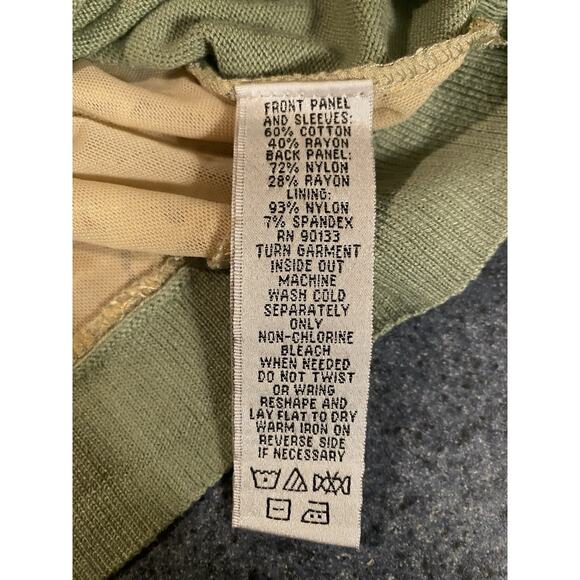 FRONT PANEL
AND SLEEVES:
60% COTTON
40% RAYON
BACK PANEL:
72% NYLON
28% RAYON
LINING:
93% NYLON
7% SPANDEX
RN 90133
TURN GARMENT
INSIDE OUT
MACHINE
WASH COLD
SEPARATELY
ONLY
NON-CHLORINE
BLEACH
WHEN NEEDED
DO NOT TWIST
OR WRING
RESHAPE AND
LAY FLAT TO DRY
WARM IRON ON
REVERSE SIDE
IF NECESSARY